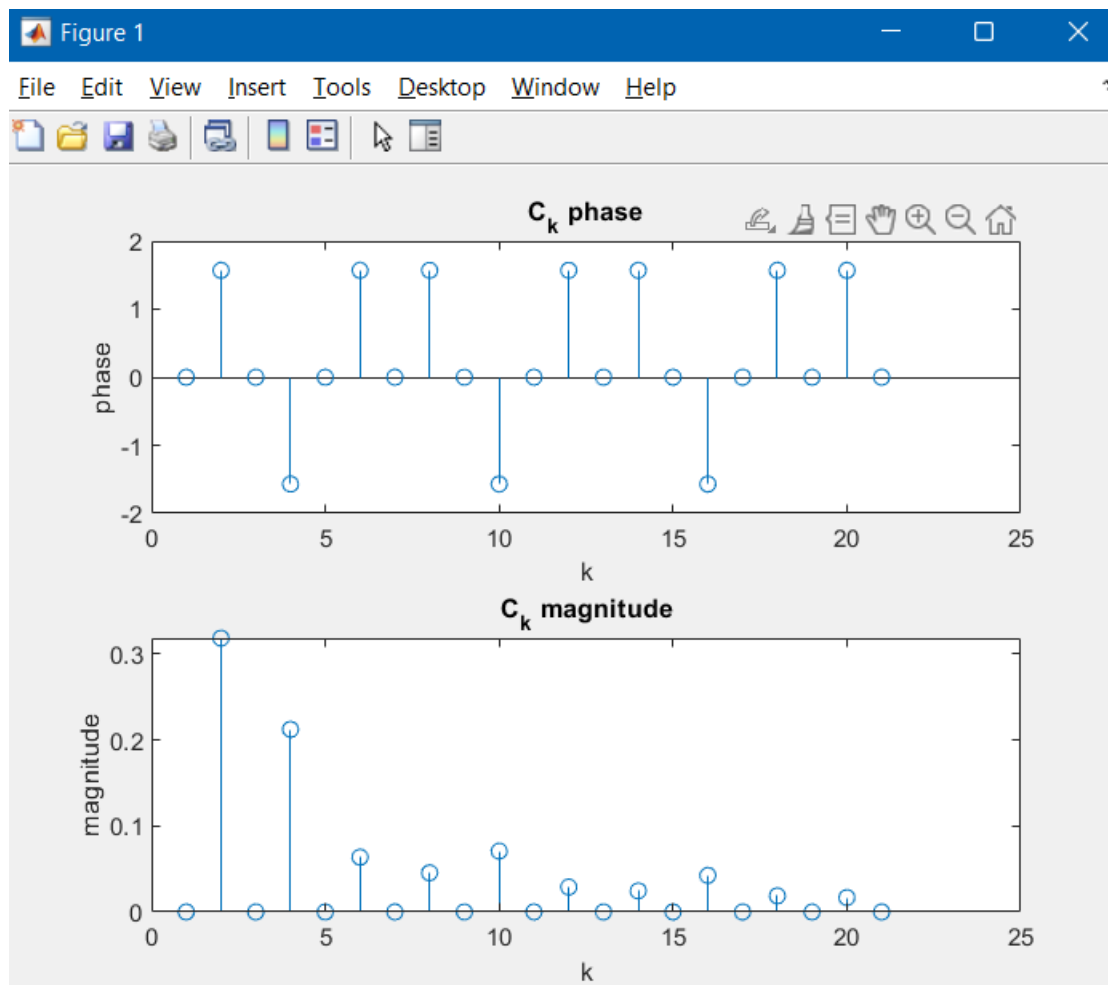 Figure 1
File Edit View Insert Tools Desktop Window Help
C_k phase
2
1
0
-1
-2
phase
0 5 10 15 20 25
k
C_k magnitude
0.3
0.2
0.1
0
magnitude
0 5 10 15 20 25
k